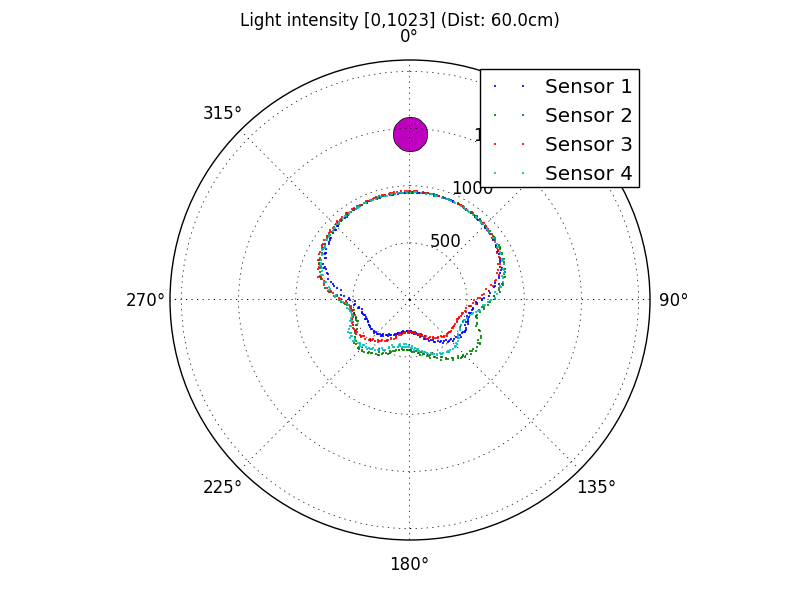 Light intensity [0,1023] (Dist: 60.0cm)
0°
315°
Sensor 1
Sensor 2
Sensor 3
Sensor 4
1000
500
270°
90°
225°
135°
180°